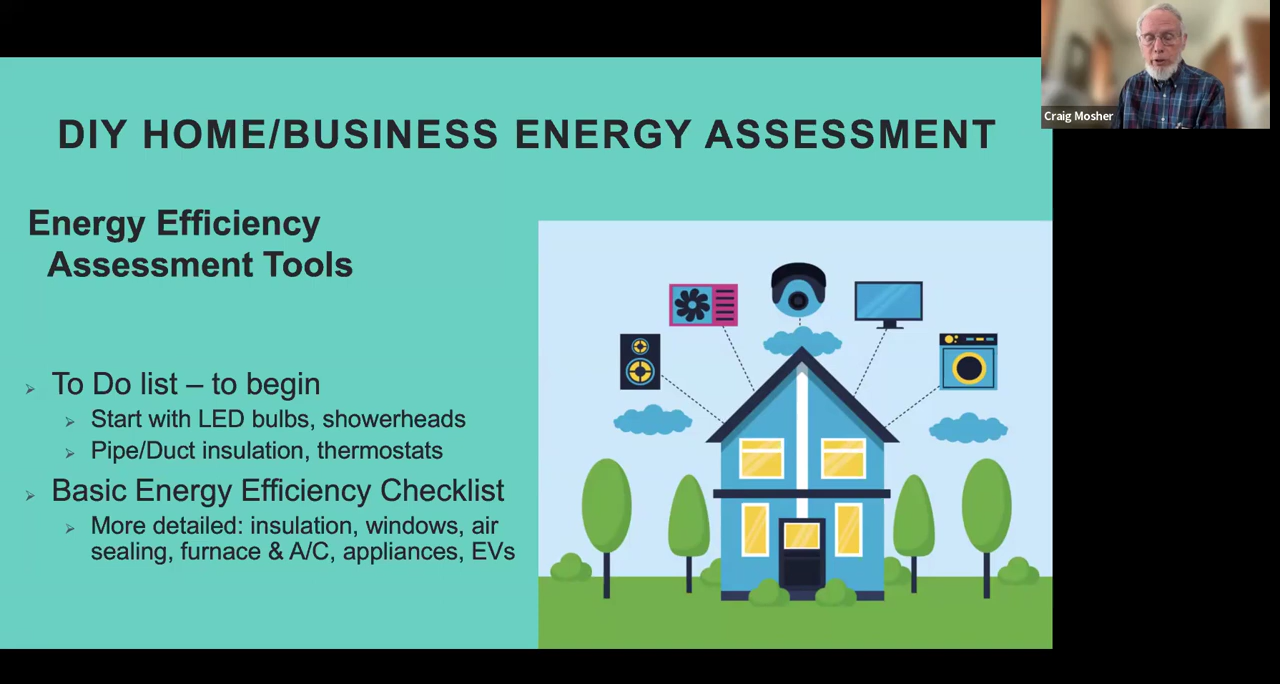 DIY HOME/BUSINESS ENERGY ASSESSMENT
Craig Mosher
Energy Efficiency
Assessment Tools
To Do list – to begin
Start with LED bulbs, showerheads
Pipe/Duct insulation, thermostats
Basic Energy Efficiency Checklist
More detailed: insulation, windows, air
sealing, furnace & A/C, appliances, EVs